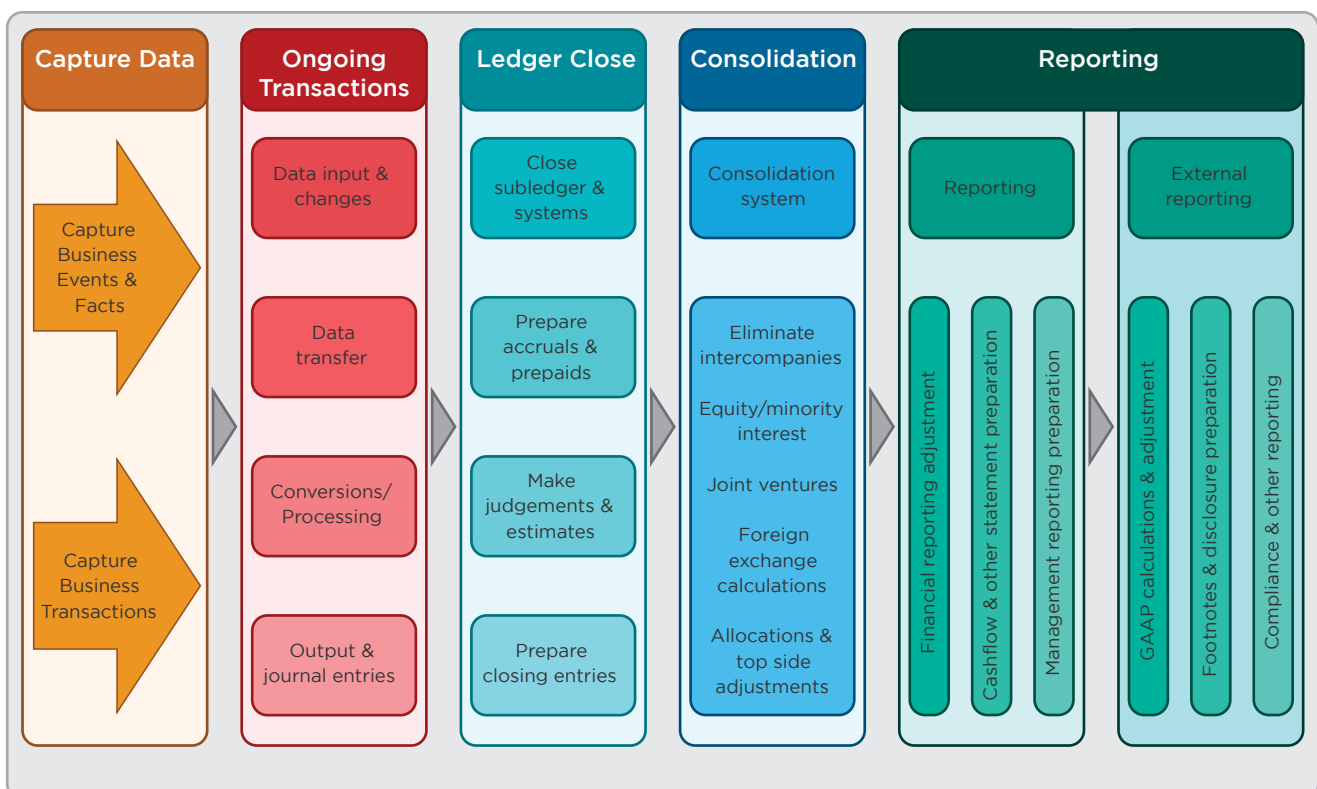 Capture Data
Capture
Business
Events &
Facts
Capture
Business
Transactions
Ongoing
Transactions
Data input &
changes
Data
transfer
Conversions/
Processing
Output &
journal entries
Ledger Close
Close
subledger &
systems
Prepare
accruals &
prepaids
Make
judgements &
estimates
Prepare
closing entries
Consolidation
Consolidation
system
Eliminate
intercompanies
Equity/minority
interest
Joint ventures
Foreign
exchange
calculations
Allocations &
top side
adjustments
Reporting
Reporting
Financial reporting adjustment
Cashflow & other statement preparation
Management reporting preparation
External
reporting
GAAP calculations & adjustment
Footnotes & disclosure preparation
Compliance & other reporting